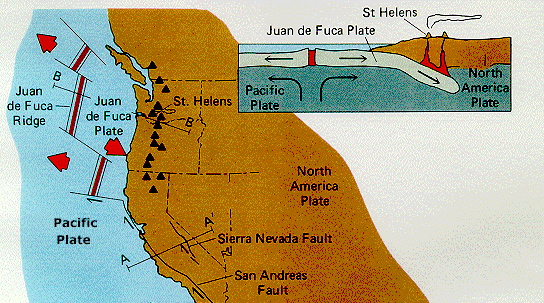 St Helens
Juan de Fuca Plate
Pacific
Plate
North
America
Plate
B
Juan
de Fuca
Ridge
Juan
de Fuca
Plate
St. Helens
B
North
America
Plate
Pacific
Plate
A
Sierra Nevada Fault
A
San Andreas
Fault